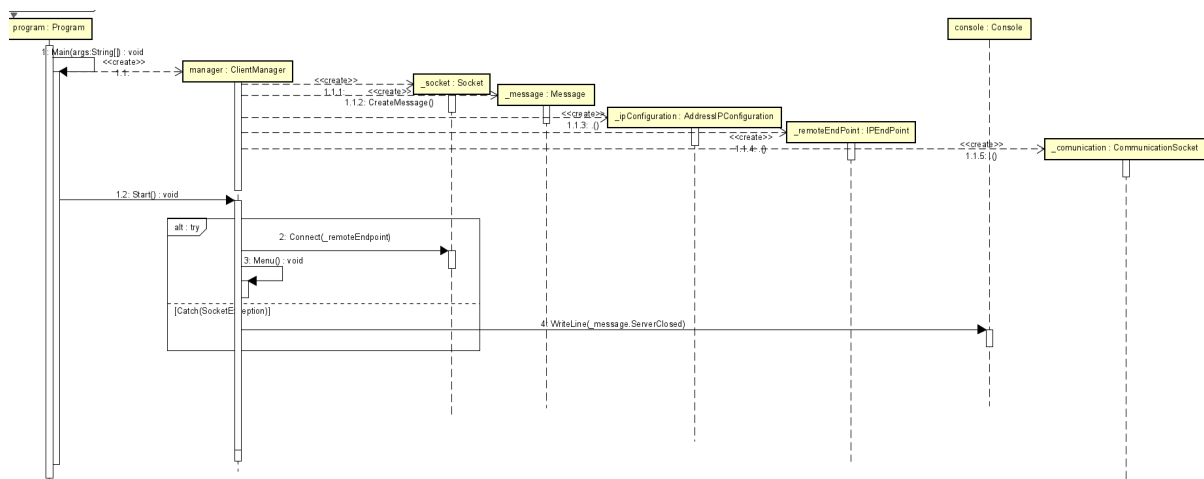 program : Program
console : Console
1: Main(args:String[]) : void
<<create>>
1.1:
manager : ClientManager
<<create>>
1.1.1:
_socket : Socket
<<create>>
1.1.2: CreateMessage()
_message : Message
<<create>>
1.1.3: .()
_ipConfiguration : AddressIPConfiguration
<<create>>
1.1.4: .()
_remoteEndPoint : IPEndPoint
<<create>>
1.1.5: .()
_comunication : CommunicationSocket
1.2: Start() : void
alt : try
2: Connect(_remoteEndpoint)
3: Menu() : void
[Catch(SocketException)]
4: WriteLine(_message.ServerClosed)